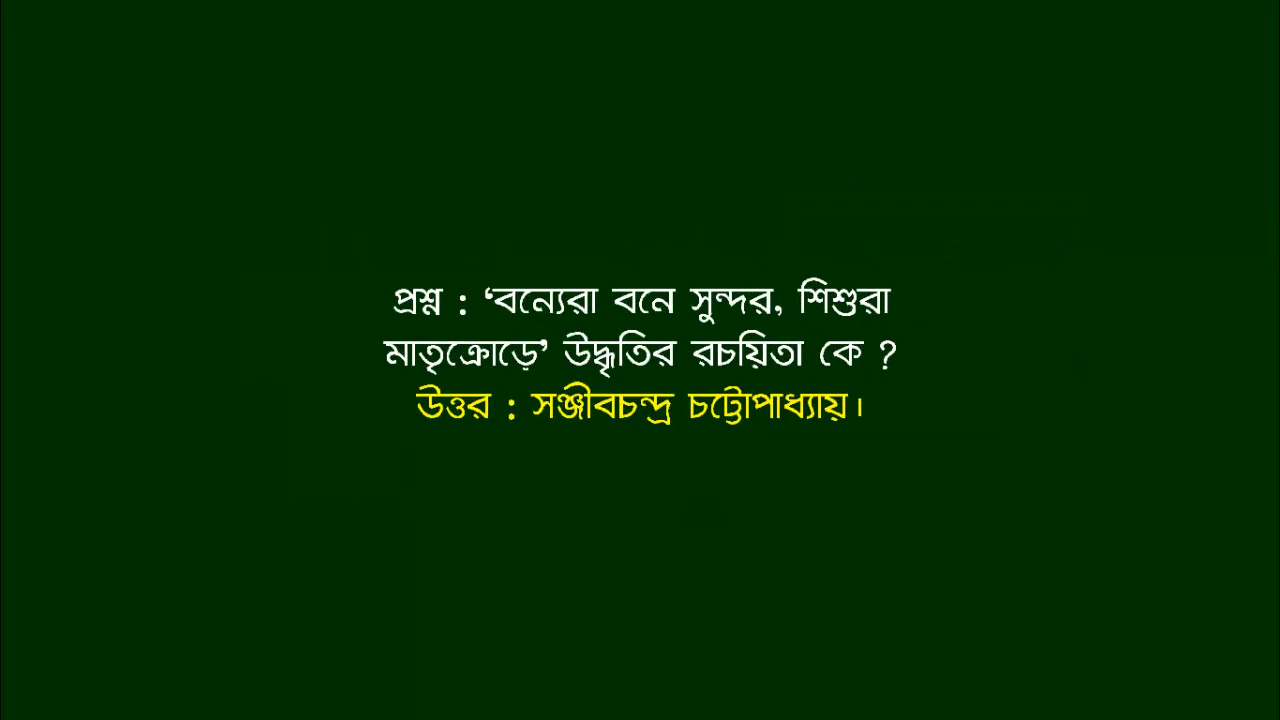 প্রশ্ন : ‘বন্যেরা বনে সুন্দর, শিশুরা
মাতৃক্রোড়ে’ উদ্ধৃতির রচয়িতা কে ?
উত্তর : সঞ্জীবচন্দ্র চট্টোপাধ্যায়।